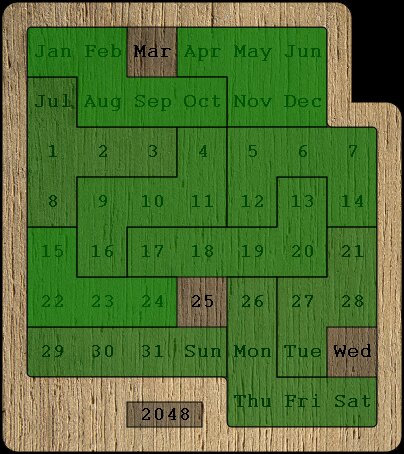 Jan Feb Mar Apr May Jun
Jul Aug Sep Oct Nov Dec
1 2 3 4 5 6 7
8 9 10 11 12 13 14
15 16 17 18 19 20 21
22 23 24 25 26 27 28
29 30 31 Sun Mon Tue Wed
Thu Fri Sat
2048